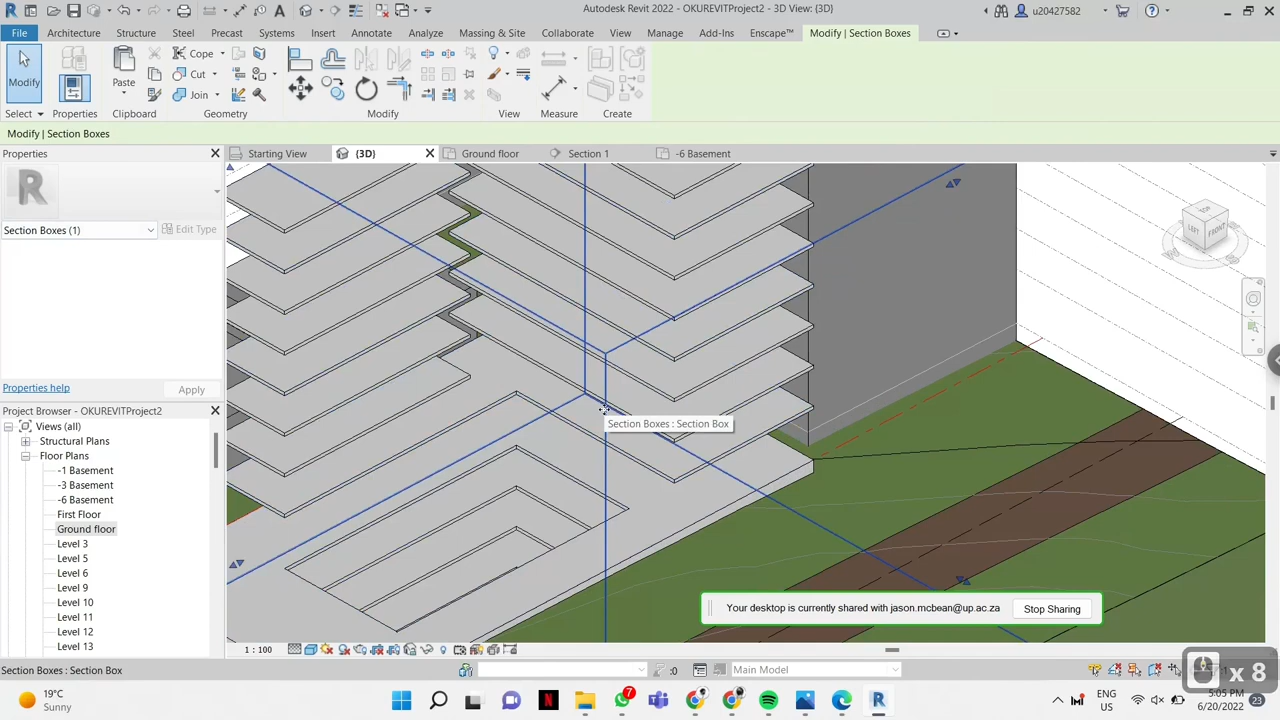 Autodesk Revit 2022 - OKUREVITProject2 - 3D View: {3D}
u20427582
File Architecture Structure Steel Precast Systems Insert Annotate Analyze Massing & Site Collaborate View Manage Add-Ins Enscape™ Modify | Section Boxes
Modify
Paste
Cope
Cut
Join
Select Properties Clipboard Geometry Modify View Measure Create
Modify | Section Boxes
Properties
Starting View {3D} Ground floor Section 1 -6 Basement
R
Section Boxes (1)
Edit Type
TOP
LEFT
FRONT
Properties help
Apply
Project Browser - OKUREVITProject2
Views (all)
Structural Plans
Floor Plans
-1 Basement
-3 Basement
-6 Basement
First Floor
Ground floor
Level 3
Level 5
Level 6
Level 9
Level 10
Level 11
Level 12
Level 13
Section Boxes : Section Box
Your desktop is currently shared with jason.mcbean@up.ac.za
Stop Sharing
1 : 100
Section Boxes : Section Box
:0
Main Model
7 x 8
19°C
Sunny
7
ENG
US
5:05 PM
6/20/2022
23